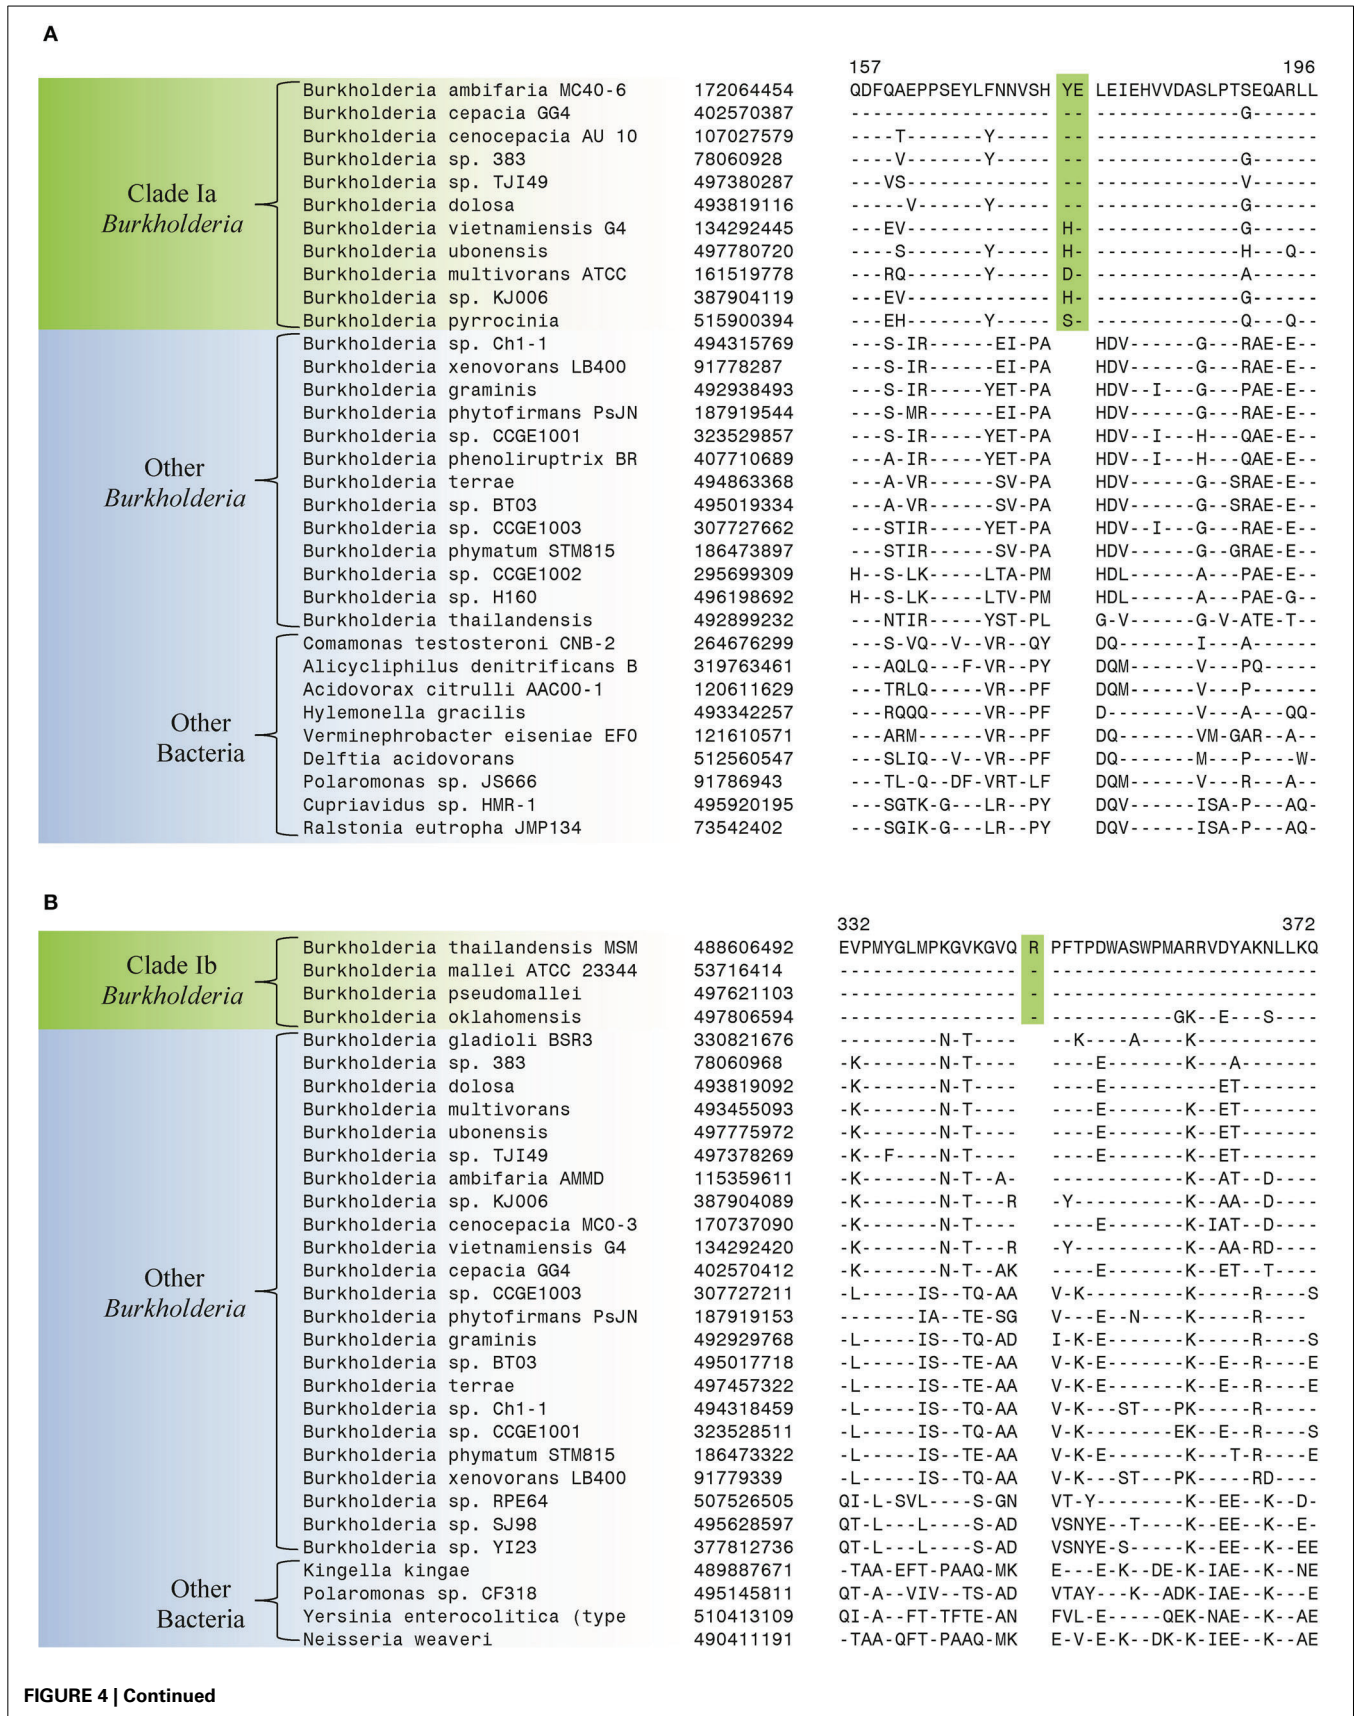 A
157 196
Burkholderia ambifaria MC40-6 172064454 QDFQAEPPSEYLFNNVSH YE LEIEHVVDASLPTSEQARLL
Burkholderia cepacia GG4 402570387 ------------------ -- -------------G------
Burkholderia cenocepacia AU 10 107027579 ----T-------Y----- -- --------------------
Burkholderia sp. 383 78060928 ----V-------Y----- -- -------------G------
Burkholderia sp. TJI49 497380287 ---VS------------- -- -------------V------
Burkholderia dolosa 493819116 -----V------Y----- -- -------------G------
Burkholderia vietnamiensis G4 134292445 ---EV------------- H- -------------G------
Burkholderia ubonensis 497780720 ----S-------Y----- H- -------------H---Q--
Burkholderia multivorans ATCC 161519778 ---RQ-------Y----- D- -------------A------
Burkholderia sp. KJ006 387904119 ---EV------------- H- -------------G------
Burkholderia pyrrocinia 515900394 ---EH-------Y----- S- -------------Q---Q--
Clade Ia
Burkholderia
Burkholderia sp. Ch1-1 494315769 ---S-IR------EI-PA HDV------G---RAE-E--
Burkholderia xenovorans LB400 91778287 ---S-IR------EI-PA HDV------G---RAE-E--
Burkholderia graminis 492938493 ---S-IR-----YET-PA HDV--I---G---PAE-E--
Burkholderia phytofirmans PsJN 187919544 ---S-MR------EI-PA HDV------G---RAE-E--
Burkholderia sp. CCGE1001 323529857 ---S-IR-----YET-PA HDV--I---H---QAE-E--
Burkholderia phenoliruptrix BR 407710689 ---A-IR-----YET-PA HDV--I---H---QAE-E--
Burkholderia terrae 494863368 ---A-VR------SV-PA HDV------G--SRAE-E--
Burkholderia sp. BT03 495019334 ---A-VR------SV-PA HDV------G--SRAE-E--
Burkholderia sp. CCGE1003 307727662 ---STIR-----YET-PA HDV--I---G---RAE-E--
Burkholderia phymatum STM815 186473897 ---STIR------SV-PA HDV------G--GRAE-E--
Burkholderia sp. CCGE1002 295699309 H--S-LK-----LTA-PM HDL------A---PAE-E--
Burkholderia sp. H160 496198692 H--S-LK-----LTV-PM HDL------A---PAE-G--
Burkholderia thailandensis 492899232 ---NTIR-----YST-PL G-V------G-V-ATE-T--
Other
Burkholderia
Comamonas testosteroni CNB-2 264676299 ---S-VQ--V--VR--QY DQ-------I---A------
Alicycliphilus denitrificans B 319763461 ---AQLQ---F-VR--PY DQM------V---PQ-----
Acidovorax citrulli AAC00-1 120611629 ---TRLQ-----VR--PF DQM------V---P------
Hylemonella gracilis 493342257 ---RQQQ-----VR--PF D--------V---A---QQ-
Verminephrobacter eiseniae EFO 121610571 ---ARM------VR--PF DQ-------VM-GAR--A--
Delftia acidovorans 512560547 ---SLIQ--V--VR--PF DQ-------M---P----W-
Polaromonas sp. JS666 91786943 ---TL-Q--DF-VRT-LF DQM------V---R---A--
Cupriavidus sp. HMR-1 495920195 ---SGTK-G---LR--PY DQV------ISA-P---AQ-
Ralstonia eutropha JMP134 73542402 ---SGIK-G---LR--PY DQV------ISA-P---AQ-
Other
Bacteria
B
332 372
Burkholderia thailandensis MSM 488606492 EVPMYGLMPKGVKGVQ R PFTPDWASWPMARRVDYAKNLLKQ
Burkholderia mallei ATCC 23344 53716414 ---------------- - ------------------------
Burkholderia pseudomallei 497621103 ---------------- - ------------------------
Burkholderia oklahomensis 497806594 ---------------- - -----------GK--E---S----
Clade Ib
Burkholderia
Burkholderia gladioli BSR3 330821676 ---------N-T---- --K----A----K-----------
Burkholderia sp. 383 78060968 -K-------N-T---- ----E-------K---A-------
Burkholderia dolosa 493819092 -K-------N-T---- ----E----------ET-------
Burkholderia multivorans 493455093 -K-------N-T---- ----E-------K--ET-------
Burkholderia ubonensis 497775972 -K-------N-T---- ----E-------K--ET-------
Burkholderia sp. TJI49 497378269 -K--F----N-T---- ----E-------K--ET-------
Burkholderia ambifaria AMMD 115359611 -K-------N-T--A- ------------K--AT--D----
Burkholderia sp. KJ006 387904089 -K-------N-T---R -Y----------K--AA--D----
Burkholderia cenocepacia MC0-3 170737090 -K-------N-T---- ----E-------K-IAT--D----
Burkholderia vietnamiensis G4 134292420 -K-------N-T---R -Y----------K--AA-RD----
Burkholderia cepacia GG4 402570412 -K-------N-T--AK ----E-------K--ET--T----
Burkholderia sp. CCGE1003 307727211 -L-----IS--TQ-AA V-K---------K-----R----S
Burkholderia phytofirmans PsJN 187919153 -------IA--TE-SG V---E--N----K-----R----
Burkholderia graminis 492929768 -L-----IS--TQ-AD I-K-E-------K-----R----S
Burkholderia sp. BT03 495017718 -L-----IS--TE-AA V-K-E-------K--E--R----E
Burkholderia terrae 497457322 -L-----IS--TE-AA V-K-E-------K--E--R----E
Burkholderia sp. Ch1-1 494318459 -L-----IS--TQ-AA V-K---ST---PK-----R-----
Burkholderia sp. CCGE1001 323528511 -L-----IS--TQ-AA V-K--------EK--E--R----S
Burkholderia phymatum STM815 186473322 -L-----IS--TE-AA V-K-E-------K---T-R----E
Burkholderia xenovorans LB400 91779339 -L-----IS--TQ-AA V-K---ST---PK-----RD----
Burkholderia sp. RPE64 507526505 QI-L-SVL----S-GN VT-Y--------K--EE--K--D-
Burkholderia sp. SJ98 495628597 QT-L---L----S-AD VSNYE--T----K--EE--K--E-
Burkholderia sp. YI23 377812736 QT-L---L----S-AD VSNYE-S-----K--EE--K--EE
Other
Burkholderia
Kingella kingae 489887671 -TAA-EFT-PAAQ-MK E---E-K--DE-K-IAE--K--NE
Polaromonas sp. CF318 495145811 QT-A--VIV--TS-AD VTAY---K--ADK-IAE--K---E
Yersinia enterocolitica (type 510413109 QI-A--FT-TFTE-AN FVL-E-----QEK-NAE--K--AE
Neisseria weaveri 490411191 -TAA-QFT-PAAQ-MK E-V-E-K--DK-K-IEE--K--AE
Other
Bacteria
FIGURE 4 | Continued